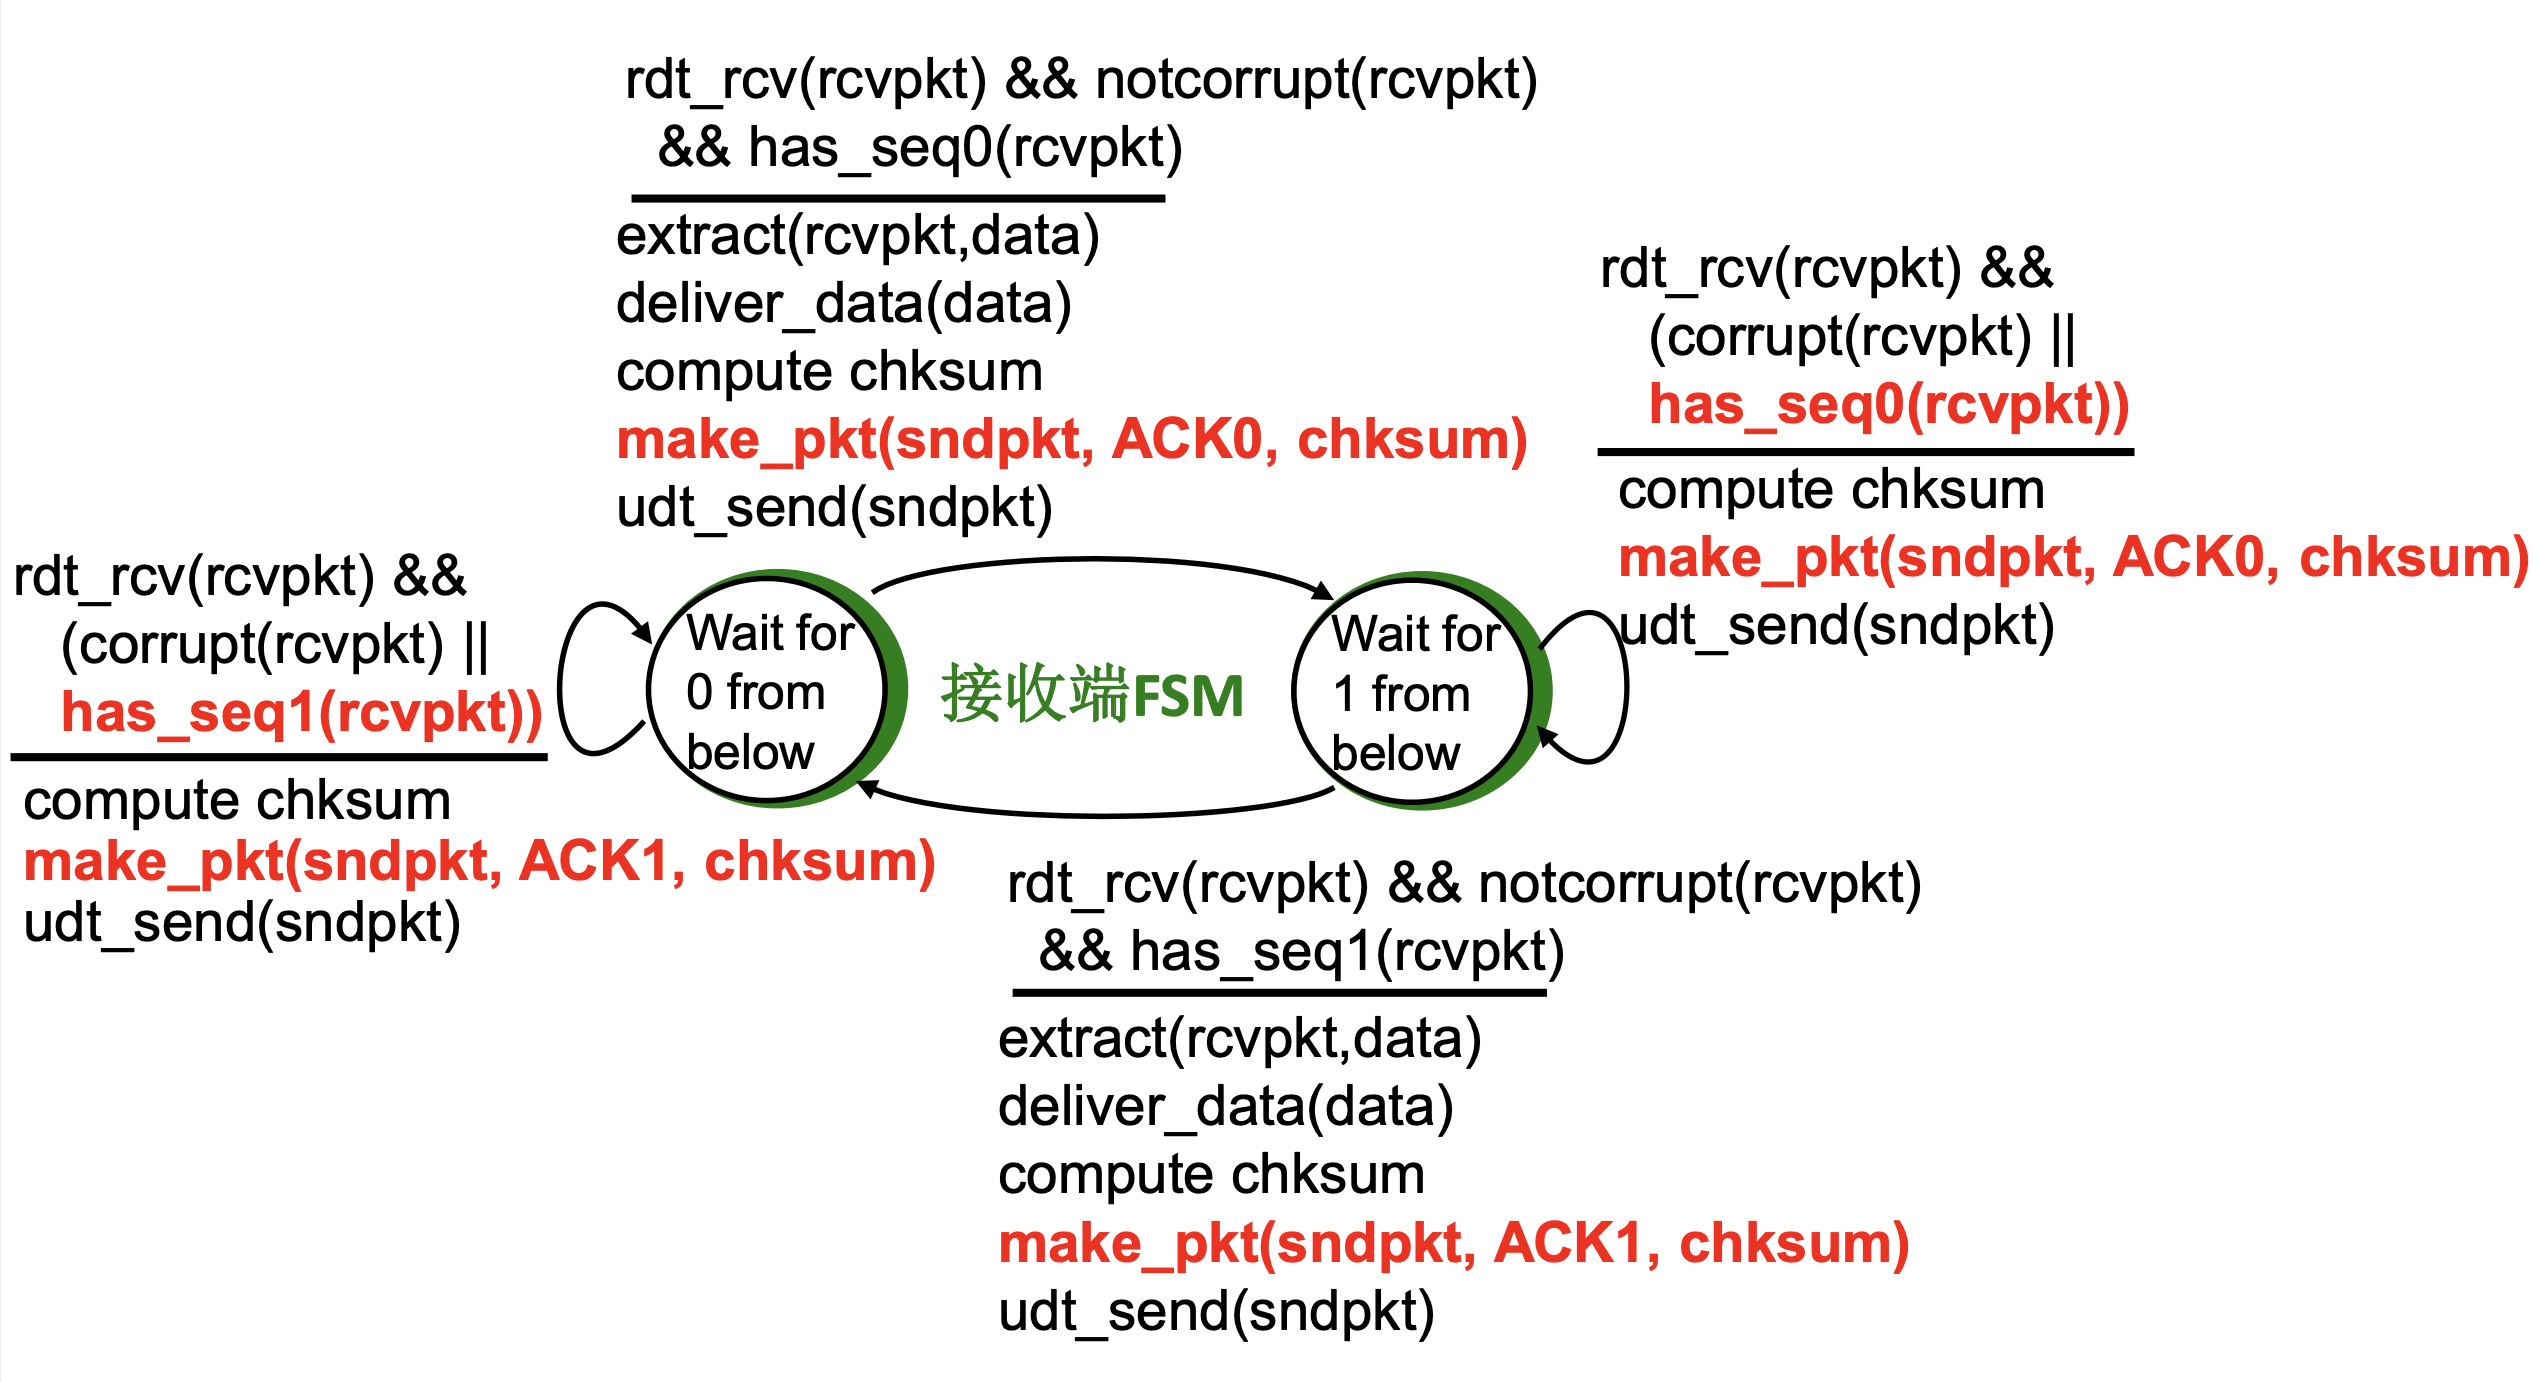 rdt_rcv(rcvpkt) && notcorrupt(rcvpkt)
&& has_seq0(rcvpkt)
extract(rcvpkt,data)
deliver_data(data)
compute chksum
make_pkt(sndpkt, ACK0, chksum)
udt_send(sndpkt)
rdt_rcv(rcvpkt) &&
(corrupt(rcvpkt) ||
has_seq0(rcvpkt))
compute chksum
make_pkt(sndpkt, ACK0, chksum)
udt_send(sndpkt)
rdt_rcv(rcvpkt) &&
(corrupt(rcvpkt) ||
has_seq1(rcvpkt))
compute chksum
make_pkt(sndpkt, ACK1, chksum)
udt_send(sndpkt)
Wait for
0 from
below
接收端FSM
Wait for
1 from
below
rdt_rcv(rcvpkt) && notcorrupt(rcvpkt)
&& has_seq1(rcvpkt)
extract(rcvpkt,data)
deliver_data(data)
compute chksum
make_pkt(sndpkt, ACK1, chksum)
udt_send(sndpkt)